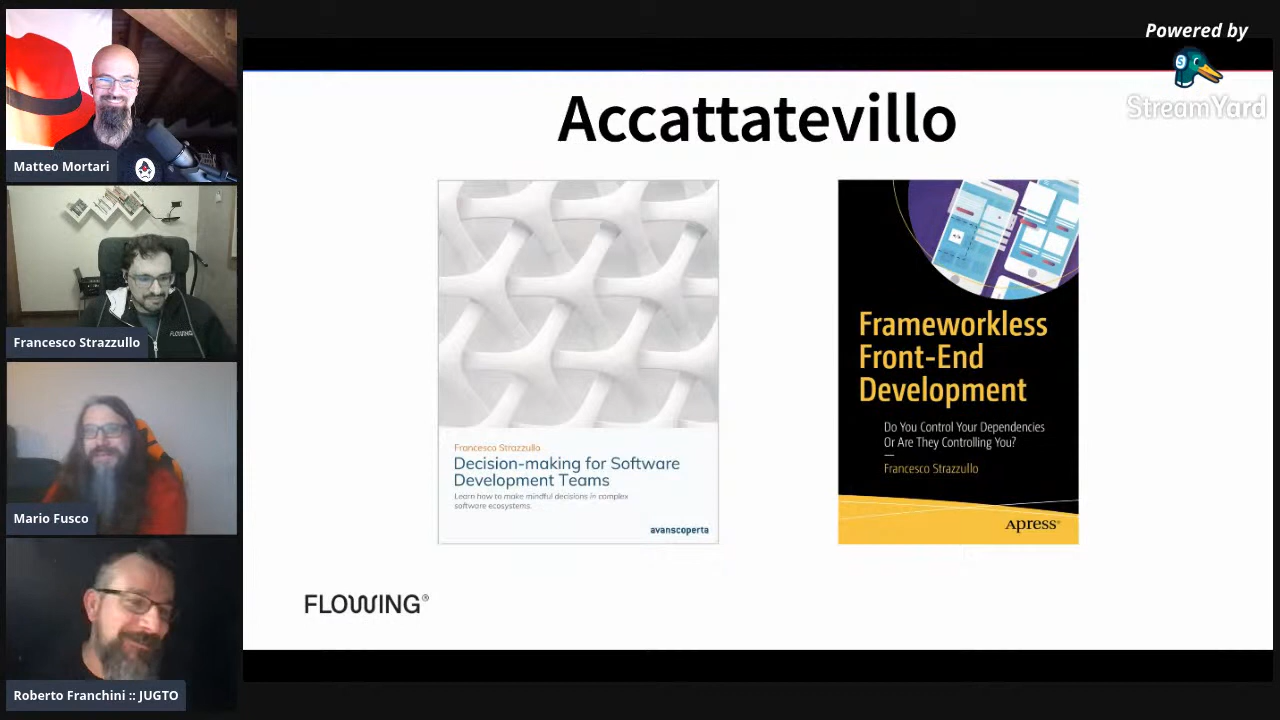 Powered by
StreamYard
Accattatevillo
Matteo Mortari
FLOWING
Francesco Strazzullo
Mario Fusco
Roberto Franchini :: JUGTO
Francesco Strazzullo
Decision-making for Software
Development Teams
Learn how to make mindful decisions in complex
software ecosystems.
avanscoperta
Frameworkless
Front-End
Development
Do You Control Your Dependencies
Or Are They Controlling You?
Francesco Strazzullo
Apress®
FLOWING®